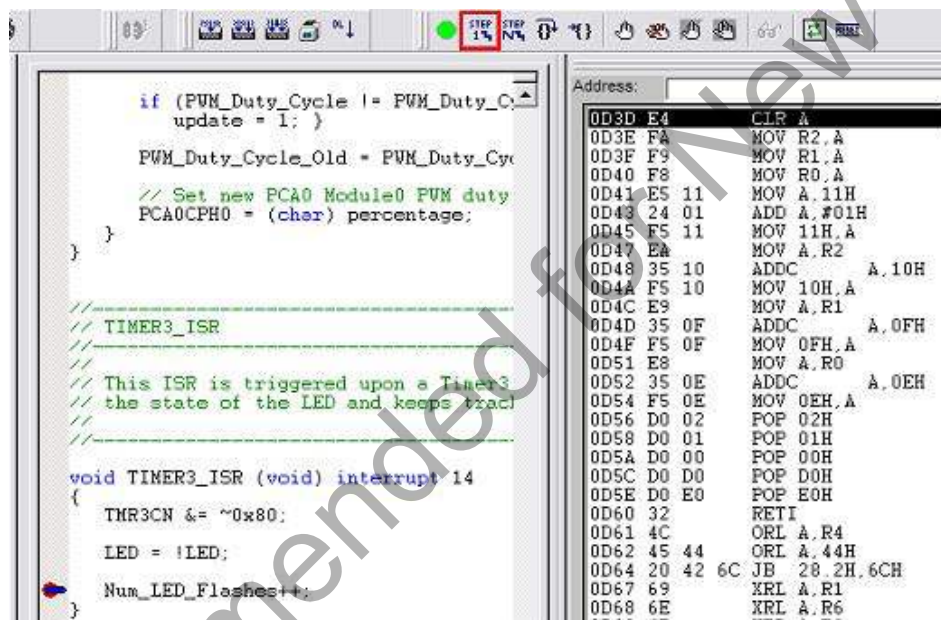 STEP 1 STEP N
if (PWM_Duty_Cycle != PWM_Duty_C
update = 1; }
PWM_Duty_Cycle_Old = PWM_Duty_Cyc
// Set new PCA0 Module0 PWM duty
PCA0CPH0 = (char) percentage;
}
}
//-----------------------------------
// TIMER3_ISR
//-----------------------------------
//
// This ISR is triggered upon a Timer3
// the state of the LED and keeps trac
//
//-----------------------------------
void TIMER3_ISR (void) interrupt 14
{
TMR3CN &= ~0x80;
LED = !LED;
Num_LED_Flashes++;
}
Address:
0D3D E4 CLR A
0D3E FA MOV R2,A
0D3F F9 MOV R1,A
0D40 F8 MOV R0,A
0D41 E5 11 MOV A,11H
0D43 24 01 ADD A,#01H
0D45 F5 11 MOV 11H,A
0D47 EA MOV A,R2
0D48 35 10 ADDC A,10H
0D4A F5 10 MOV 10H,A
0D4C E9 MOV A,R1
0D4D 35 0F ADDC A,0FH
0D4F F5 0F MOV 0FH,A
0D51 E8 MOV A,R0
0D52 35 0E ADDC A,0EH
0D54 F5 0E MOV 0EH,A
0D56 D0 02 POP 02H
0D58 D0 01 POP 01H
0D5A D0 00 POP 00H
0D5C D0 D0 POP D0H
0D5E D0 E0 POP E0H
0D60 32 RETI
0D61 4C ORL A,R4
0D62 45 44 ORL A,44H
0D64 20 42 6C JB 28.2H,6CH
0D67 69 XRL A,R1
0D68 6E XRL A,R6
mended for New